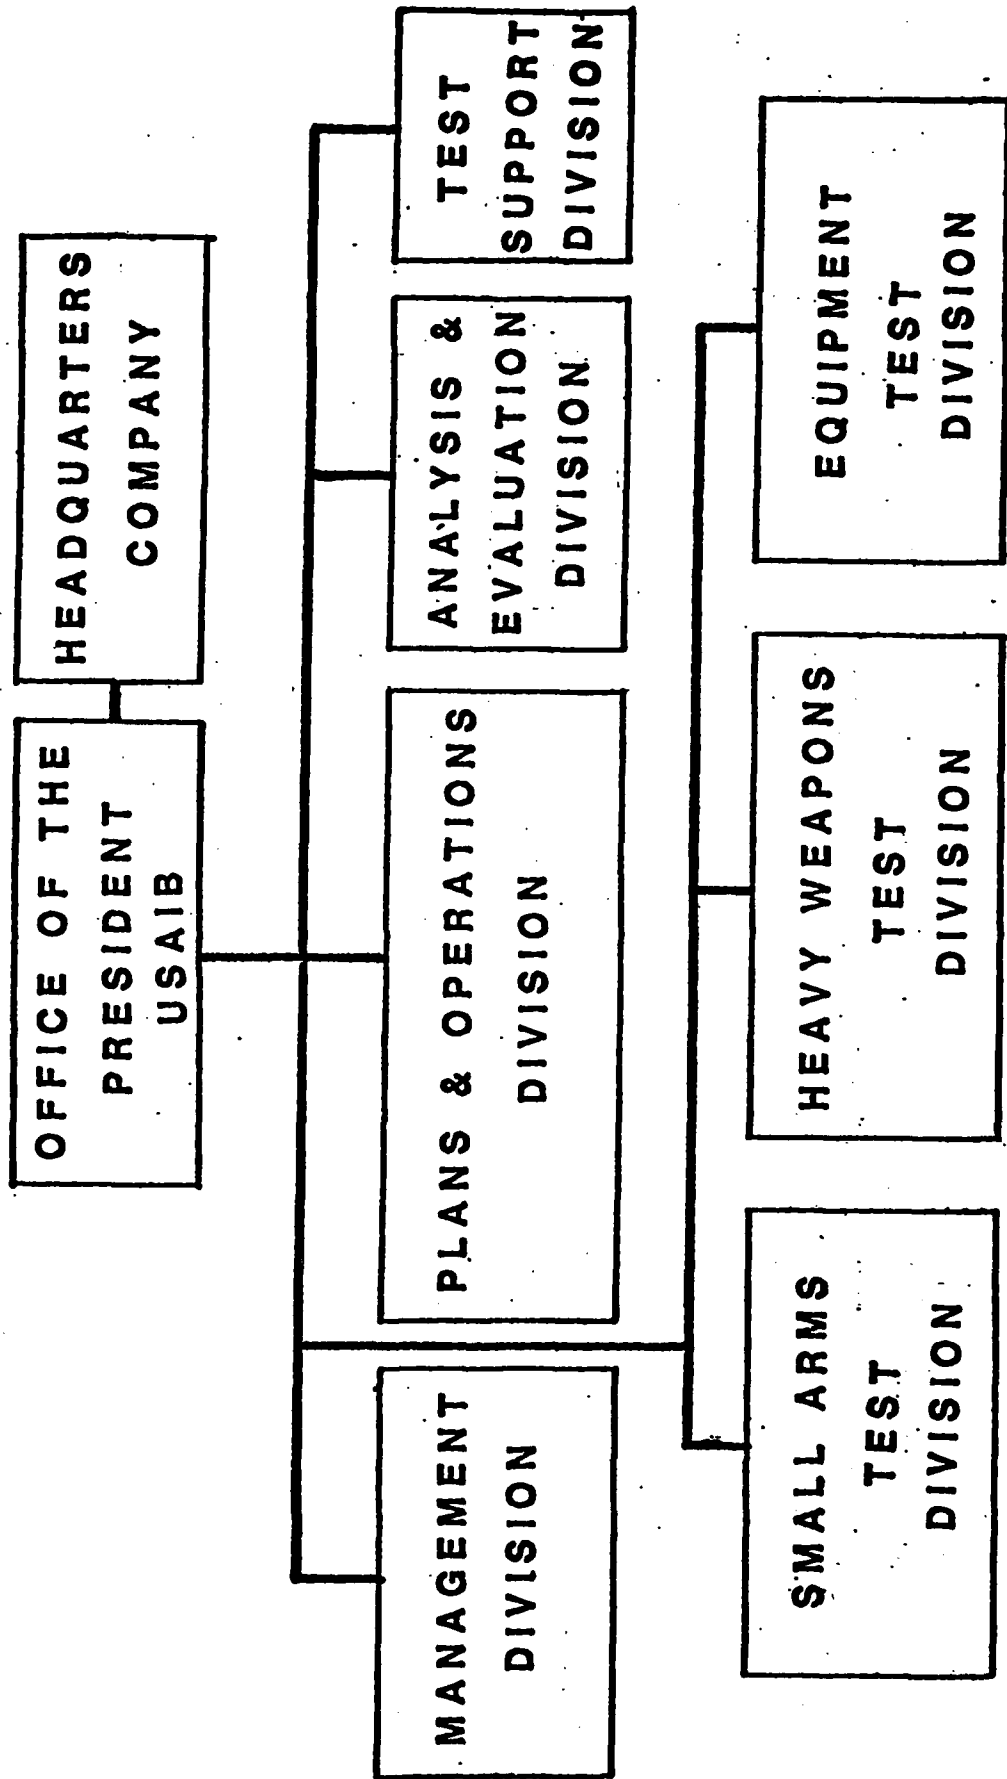 OFFICE OF THE
PRESIDENT
USAIB
HEADQUARTERS
COMPANY
MANAGEMENT
DIVISION
PLANS & OPERATIONS
DIVISION
ANALYSIS &
EVALUATION
DIVISION
TEST
SUPPORT
DIVISION
SMALL ARMS
TEST
DIVISION
HEAVY WEAPONS
TEST
DIVISION
EQUIPMENT
TEST
DIVISION